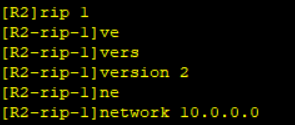 [R2]rip 1
[R2-rip-1]ve
[R2-rip-1]vers
[R2-rip-1]version 2
[R2-rip-1]ne
[R2-rip-1]network 10.0.0.0